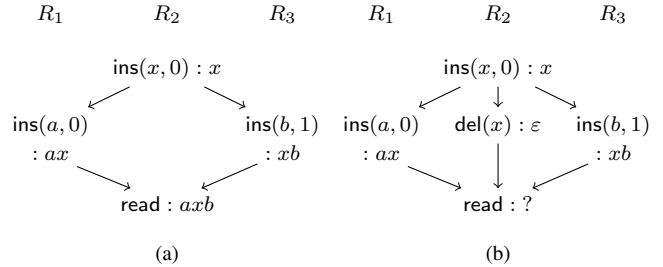 R₁ R₂ R₃ R₁ R₂ R₃
ins(x, 0) : x ins(x, 0) : x
ins(a, 0) ins(b, 1) ins(a, 0) del(x) : ε ins(b, 1)
: ax : xb : ax : xb
read : axb read : ?
(a) (b)